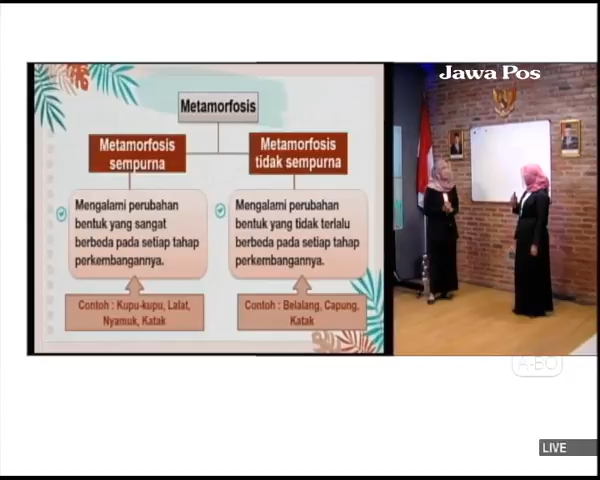 Jawa Pos
Metamorfosis
Metamorfosis
sempurna
Metamorfosis
tidak sempurna
Mengalami perubahan
bentuk yang sangat
berbeda pada setiap tahap
perkembangannya.
Mengalami perubahan
bentuk yang tidak terlalu
berbeda pada setiap tahap
perkembangannya.
Contoh : Kupu-kupu, Lalat,
Nyamuk, Katak
Contoh : Belalang, Capung,
Katak
A-BO
LIVE